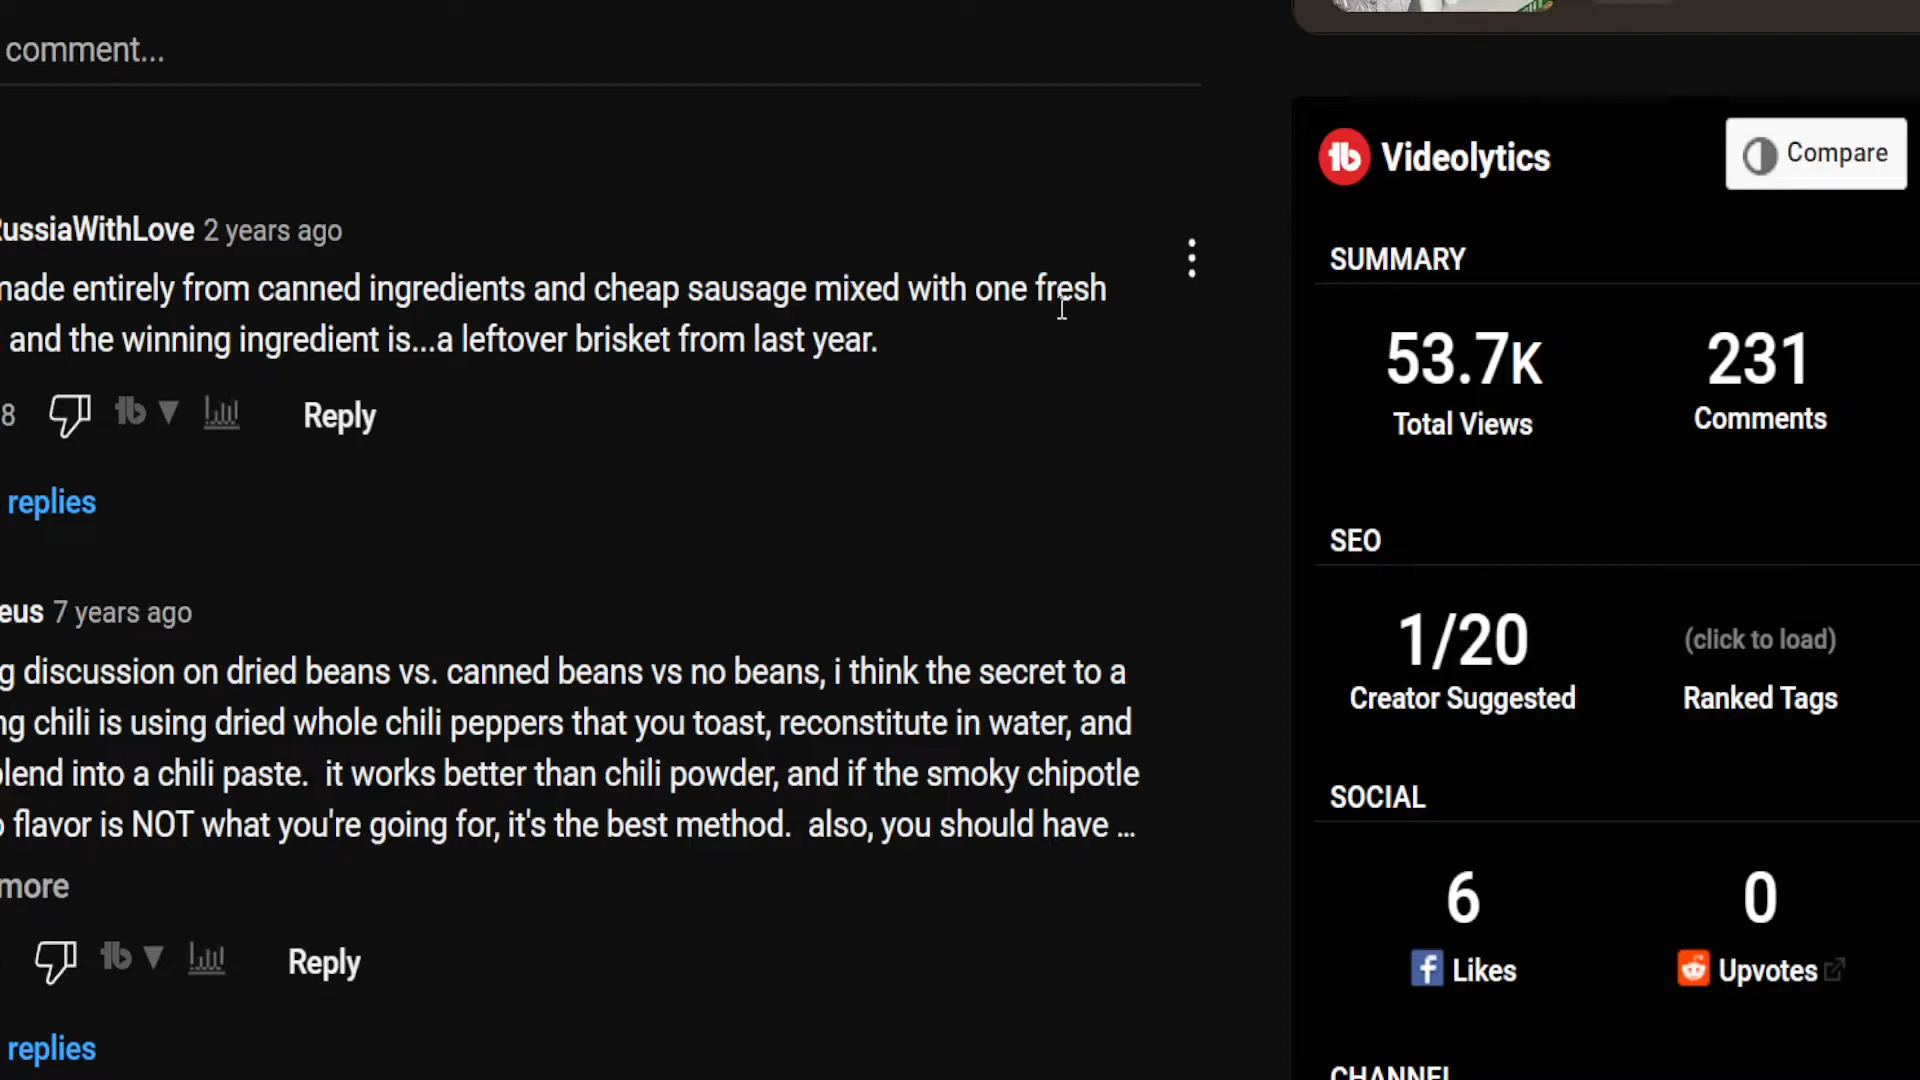 comment...
RussiaWithLove 2 years ago
made entirely from canned ingredients and cheap sausage mixed with one fresh
and the winning ingredient is...a leftover brisket from last year.
8
Reply
replies
eus 7 years ago
g discussion on dried beans vs. canned beans vs no beans, i think the secret to a
ng chili is using dried whole chili peppers that you toast, reconstitute in water, and
blend into a chili paste.  it works better than chili powder, and if the smoky chipotle
o flavor is NOT what you're going for, it's the best method.  also, you should have ...
more
Reply
replies
Videolytics
Compare
SUMMARY
53.7K 231
Total Views Comments
SEO
1/20 (click to load)
Creator Suggested Ranked Tags
SOCIAL
6 0
Likes Upvotes
CHANNEL